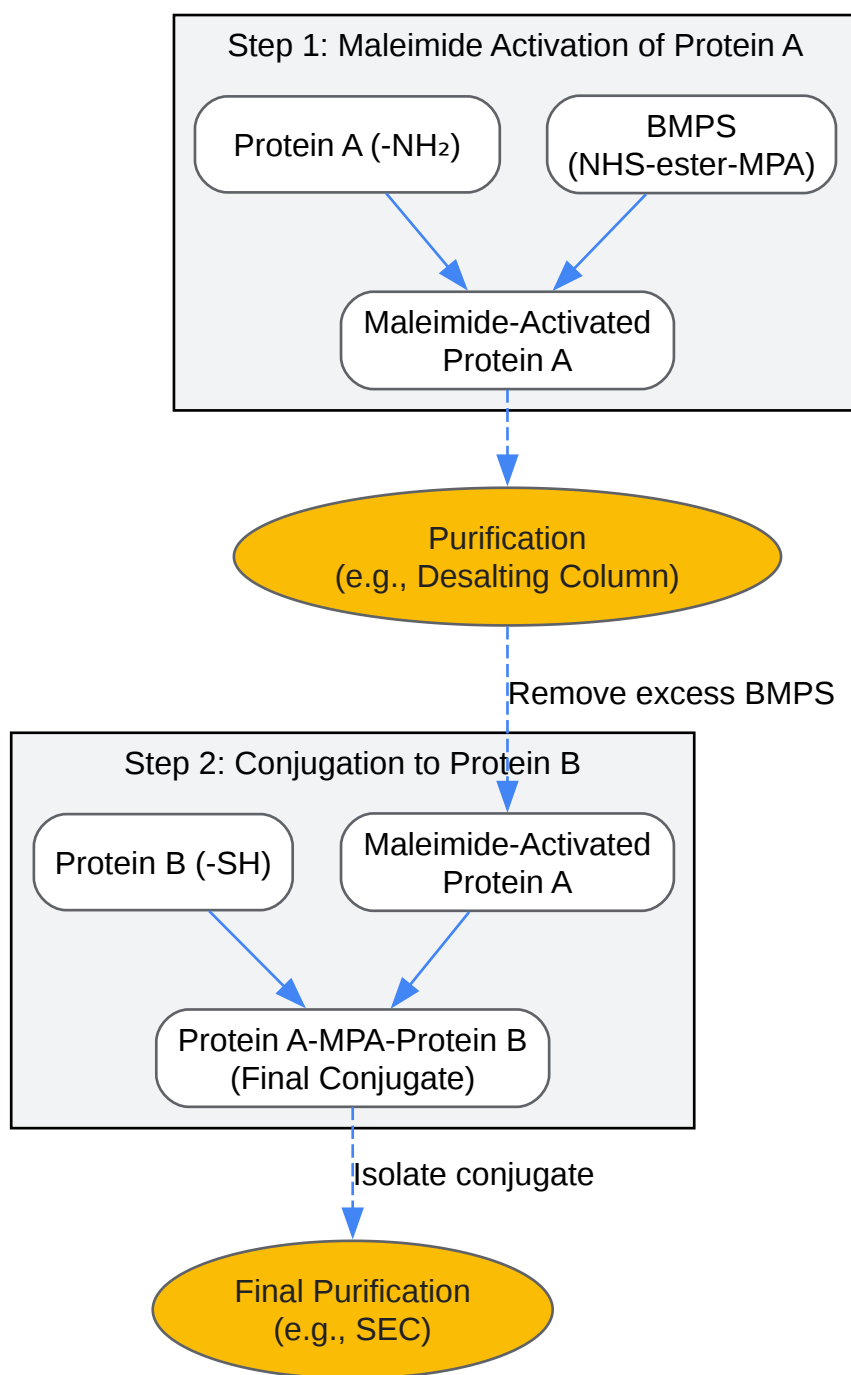 Step 1: Maleimide Activation of Protein A
Protein A (-NH₂)
BMPS
(NHS-ester-MPA)
Maleimide-Activated
Protein A
Purification
(e.g., Desalting Column)
Remove excess BMPS
Step 2: Conjugation to Protein B
Protein B (-SH)
Maleimide-Activated
Protein A
Protein A-MPA-Protein B
(Final Conjugate)
Isolate conjugate
Final Purification
(e.g., SEC)